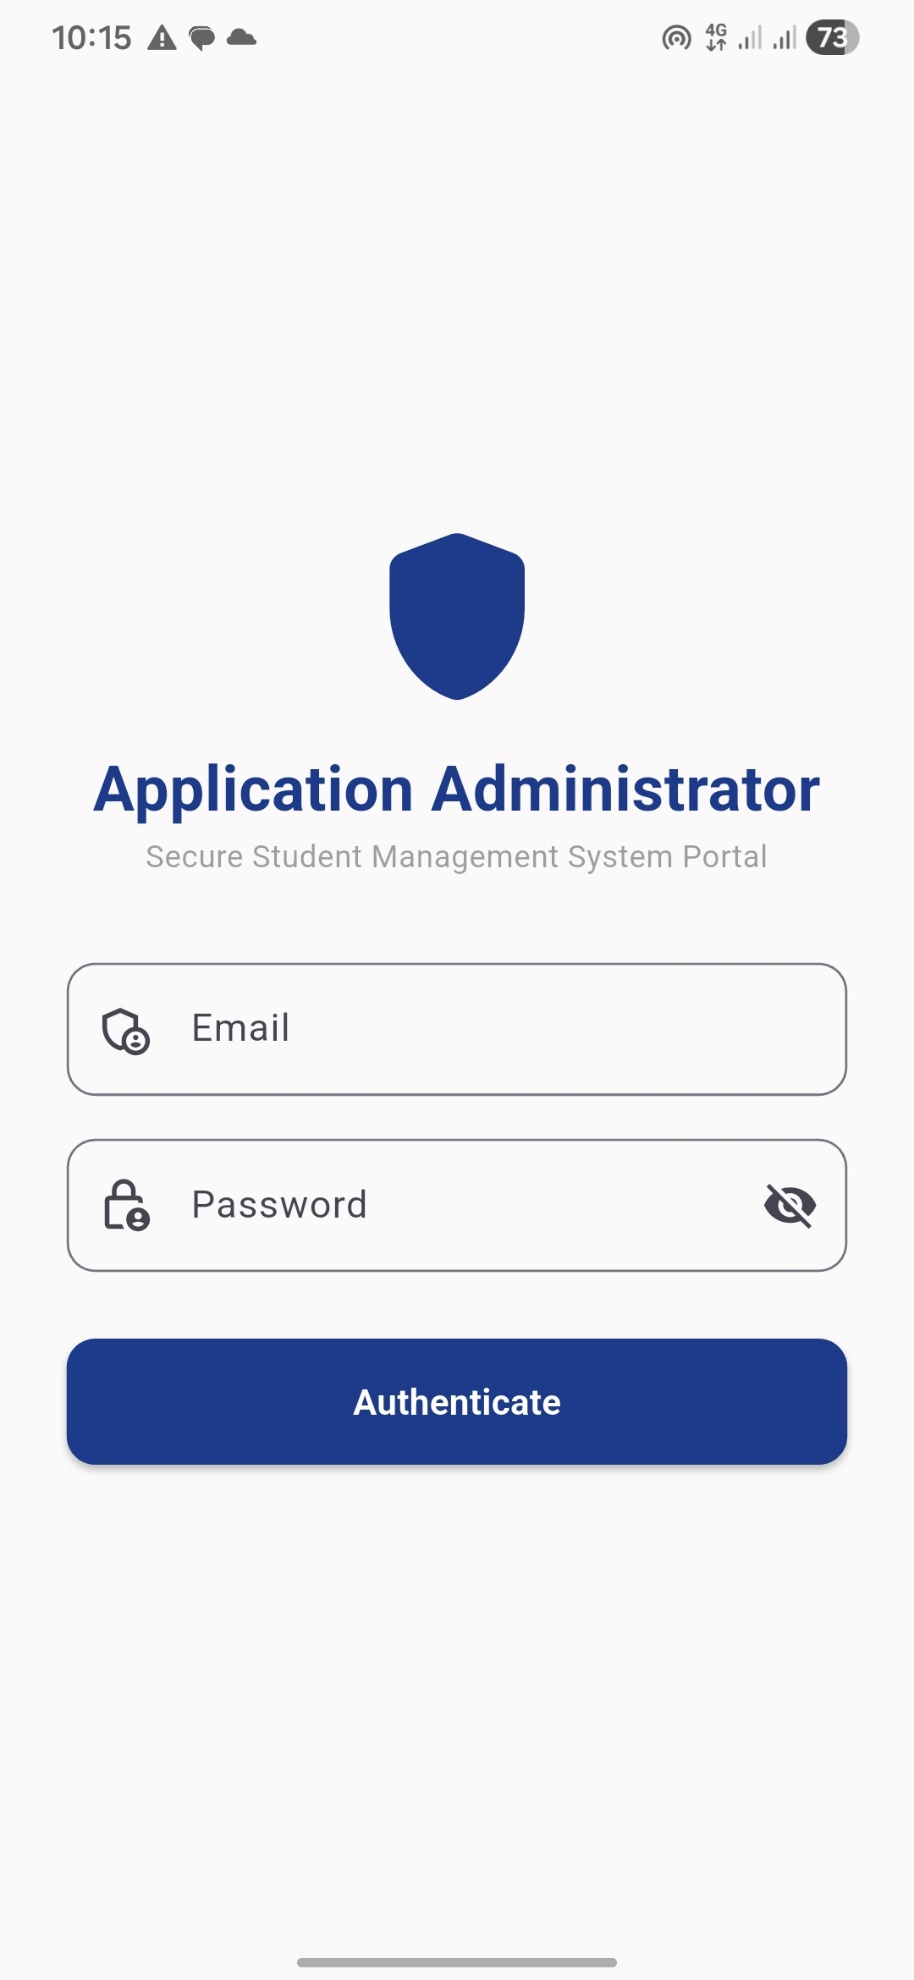 10:15
4G
73
Application Administrator
Secure Student Management System Portal
Email
Password
Authenticate